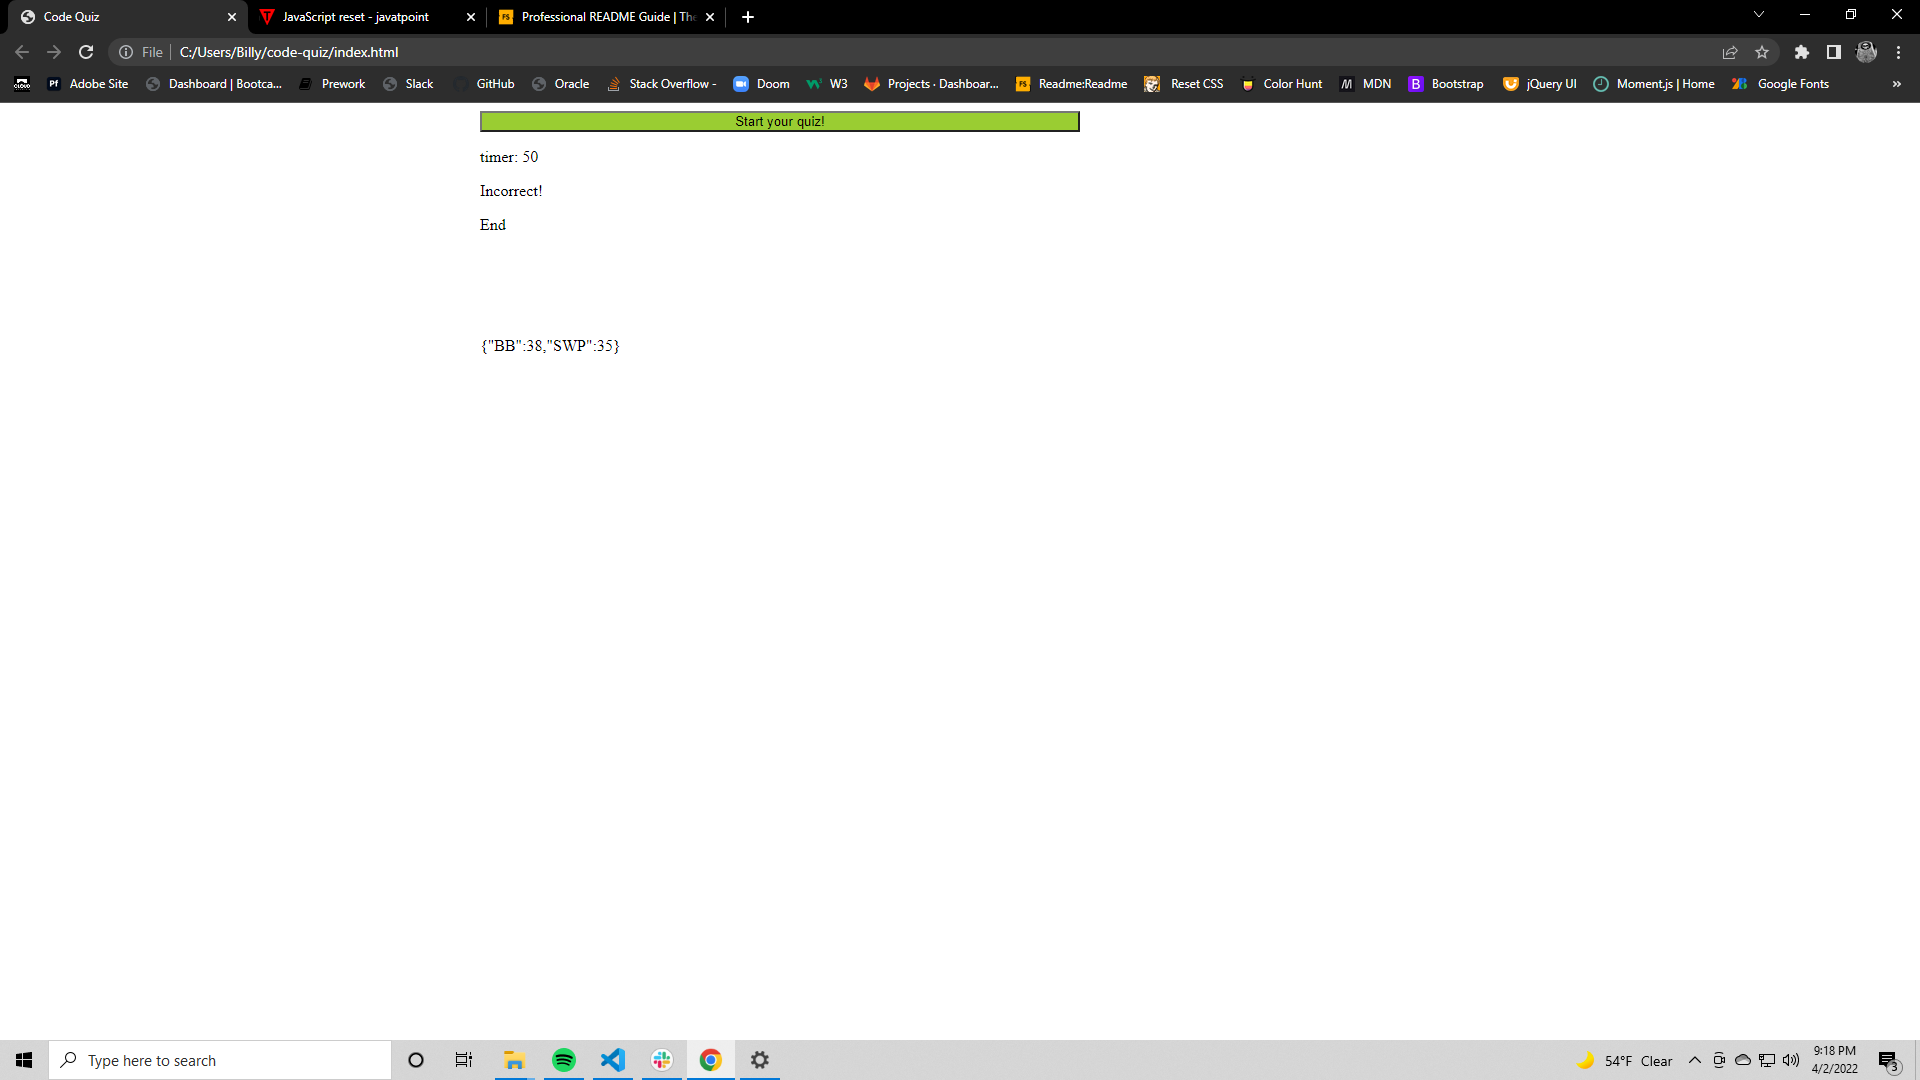 Code Quiz
JavaScript reset - javatpoint
Professional README Guide | The
File
C:/Users/Billy/code-quiz/index.html
Adobe Site
Dashboard | Bootca...
Prework
Slack
GitHub
Oracle
Stack Overflow -
Doom
W3
Projects · Dashboar...
Readme:Readme
Reset CSS
Color Hunt
MDN
Bootstrap
jQuery UI
Moment.js | Home
Google Fonts
»
Start your quiz!
timer: 50
Incorrect!
End
{"BB":38,"SWP":35}
Type here to search
54°F Clear
9:18 PM
4/2/2022
3